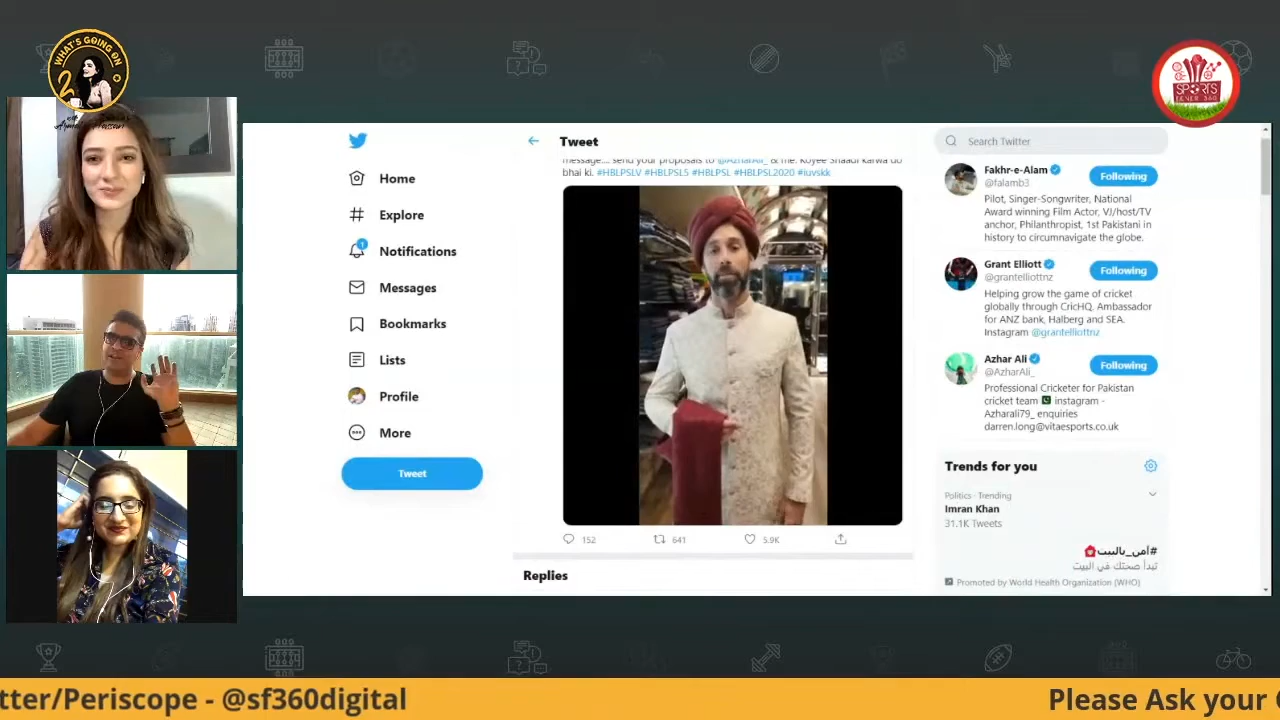 WHAT'S GOING ON
SPORTS
FEVER 360
Home
Explore
1
Notifications
Messages
Bookmarks
Lists
Profile
More
Tweet
Tweet
message.... send your proposals to @AzharAli_ & me. Koyee Shaadi karwa do
bhai ki. #HBLPSLV #HBLPSL5 #HBLPSL #HBLPSL2020 #iuvskk
152 641 5.9K
Replies
Search Twitter
Fakhr-e-Alam
@falamb3
Following
Pilot, Singer-Songwriter, National
Award winning Film Actor, VJ/host/TV
anchor, Philanthropist, 1st Pakistani in
history to circumnavigate the globe.
Grant Elliott
@grantelliottnz
Following
Helping grow the game of cricket
globally through CricHQ. Ambassador
for ANZ bank, Halberg and SEA.
Instagram @grantelliottnz
Azhar Ali
@AzharAli_
Following
Professional Cricketer for Pakistan
cricket team 🇵🇰 instagram -
Azharali79_ enquiries
darren.long@vitaesports.co.uk
Trends for you
Politics · Trending
Imran Khan
31.1K Tweets
#أمن_بالبيت
تبدأ صحتك في البيت
Promoted by World Health Organization (WHO)
tter/Periscope - @sf360digital
Please Ask your